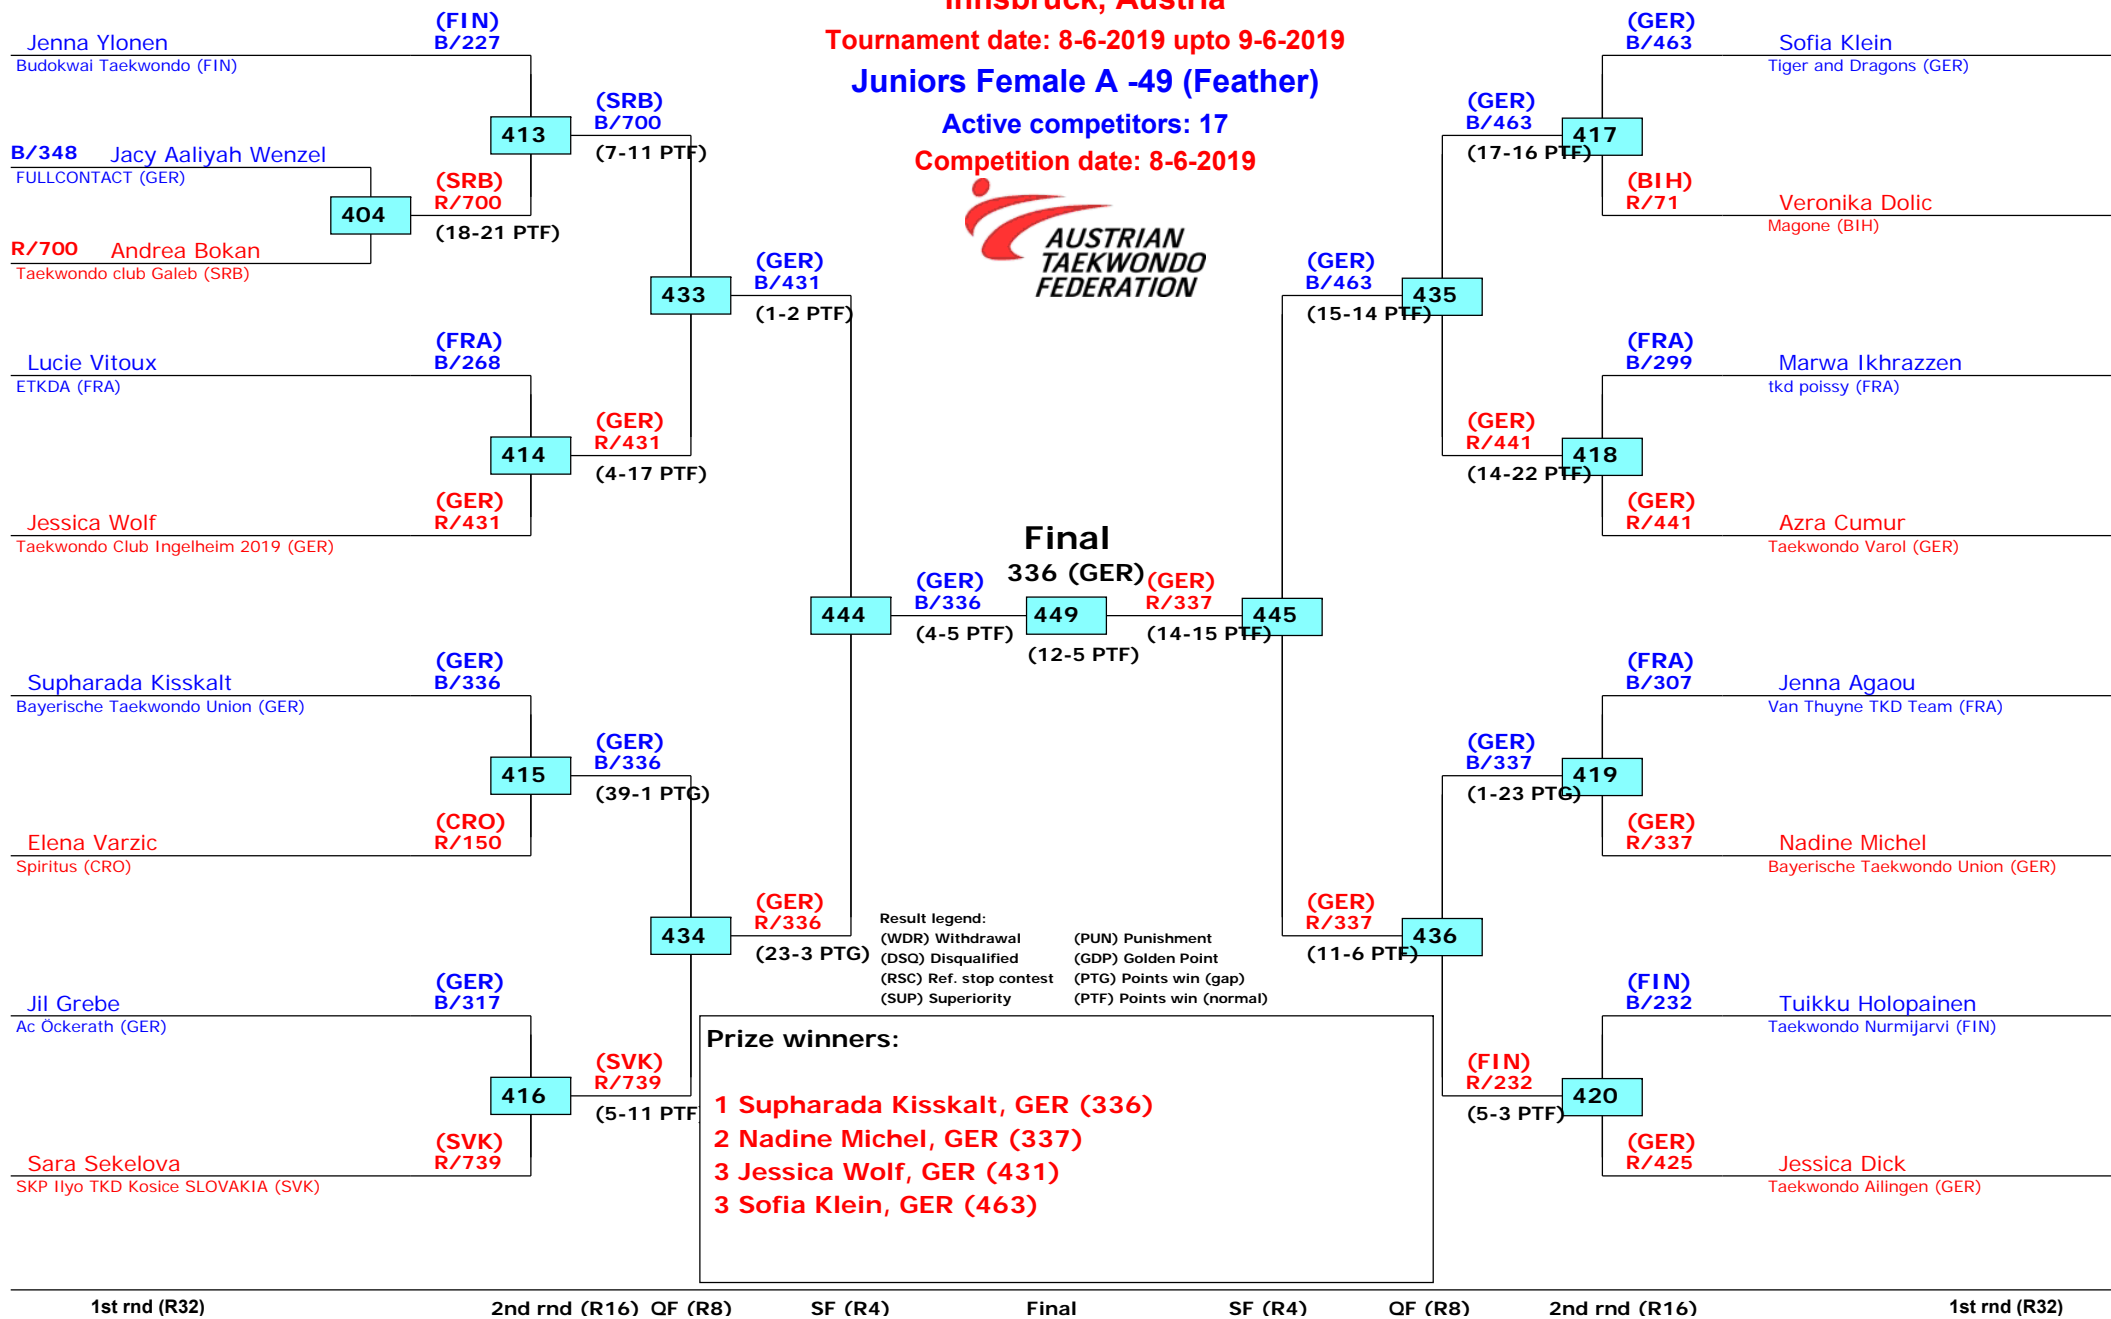 Innsbruck, Austria
Tournament date: 8-6-2019 upto 9-6-2019
Juniors Female A -49 (Feather)
Active competitors: 17
Competition date: 8-6-2019
AUSTRIAN
TAEKWONDO
FEDERATION
Jenna Ylonen
Budokwai Taekwondo (FIN)
(FIN)
B/227
B/348 Jacy Aaliyah Wenzel
FULLCONTACT (GER)
404
R/700 Andrea Bokan
Taekwondo club Galeb (SRB)
(SRB)
R/700
(18-21 PTF)
413
(SRB)
B/700
(7-11 PTF)
Lucie Vitoux
ETKDA (FRA)
(FRA)
B/268
414
Jessica Wolf
Taekwondo Club Ingelheim 2019 (GER)
(GER)
R/431
(GER)
R/431
(4-17 PTF)
433
(GER)
B/431
(1-2 PTF)
Supharada Kisskalt
Bayerische Taekwondo Union (GER)
(GER)
B/336
415
Elena Varzic
Spiritus (CRO)
(CRO)
R/150
(GER)
B/336
(39-1 PTG)
Jil Grebe
Ac Öckerath (GER)
(GER)
B/317
416
Sara Sekelova
SKP Ilyo TKD Kosice SLOVAKIA (SVK)
(SVK)
R/739
(SVK)
R/739
(5-11 PTF
434
(GER)
R/336
(23-3 PTG)
444
(GER)
B/336
(4-5 PTF)
Final
336 (GER)
449
(12-5 PTF)
(GER)
R/337
(14-15 PTF)
445
(GER)
B/463
(15-14 PTF)
435
(GER)
B/463
(17-16 PTF)
417
(GER)
B/463
Sofia Klein
Tiger and Dragons (GER)
(BIH)
R/71
Veronika Dolic
Magone (BIH)
(GER)
R/441
(14-22 PTF)
418
(FRA)
B/299
Marwa Ikhrazzen
tkd poissy (FRA)
(GER)
R/441
Azra Cumur
Taekwondo Varol (GER)
(GER)
R/337
(11-6 PTF)
436
(GER)
B/337
(1-23 PTG)
419
(FRA)
B/307
Jenna Agaou
Van Thuyne TKD Team (FRA)
(GER)
R/337
Nadine Michel
Bayerische Taekwondo Union (GER)
(FIN)
R/232
(5-3 PTF)
420
(FIN)
B/232
Tuikku Holopainen
Taekwondo Nurmijarvi (FIN)
(GER)
R/425
Jessica Dick
Taekwondo Ailingen (GER)
Result legend:
(WDR) Withdrawal (PUN) Punishment
(DSQ) Disqualified (GDP) Golden Point
(RSC) Ref. stop contest (PTG) Points win (gap)
(SUP) Superiority (PTF) Points win (normal)
Prize winners:
1 Supharada Kisskalt, GER (336)
2 Nadine Michel, GER (337)
3 Jessica Wolf, GER (431)
3 Sofia Klein, GER (463)
1st rnd (R32) 2nd rnd (R16) QF (R8) SF (R4) Final SF (R4) QF (R8) 2nd rnd (R16) 1st rnd (R32)